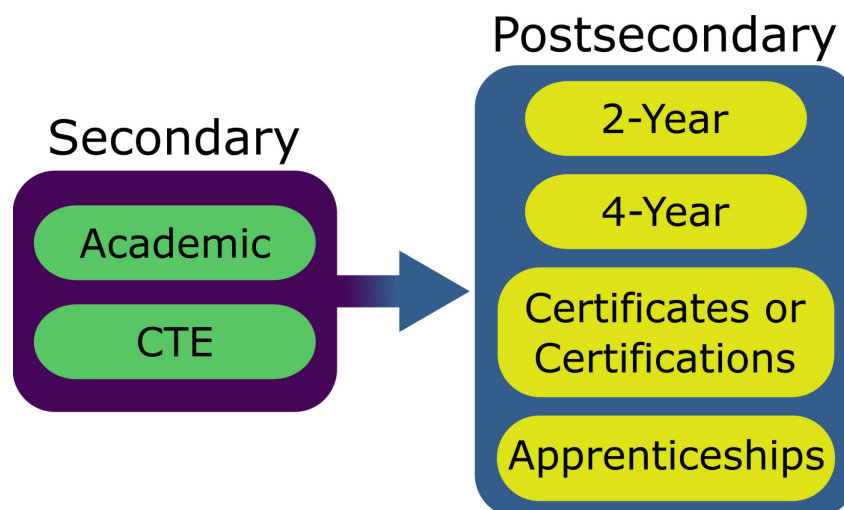 Secondary
Academic
CTE
Postsecondary
2-Year
4-Year
Certificates or
Certifications
Apprenticeships